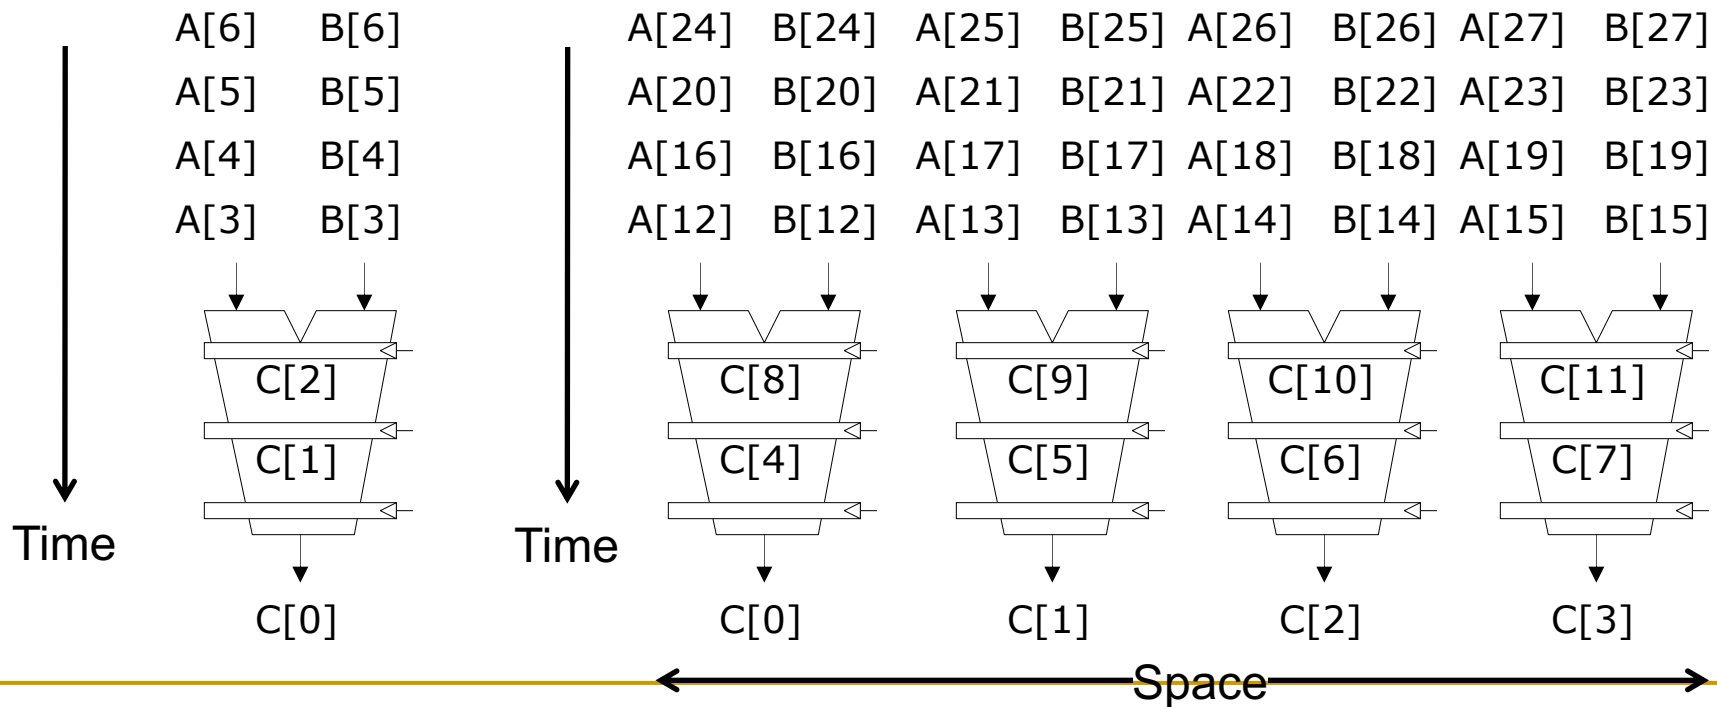 A[6] B[6] A[24] B[24] A[25] B[25] A[26] B[26] A[27] B[27]
A[5] B[5] A[20] B[20] A[21] B[21] A[22] B[22] A[23] B[23]
A[4] B[4] A[16] B[16] A[17] B[17] A[18] B[18] A[19] B[19]
A[3] B[3] A[12] B[12] A[13] B[13] A[14] B[14] A[15] B[15]
C[2] C[8] C[9] C[10] C[11]
C[1] C[4] C[5] C[6] C[7]
Time Time
C[0] C[0] C[1] C[2] C[3]
Space